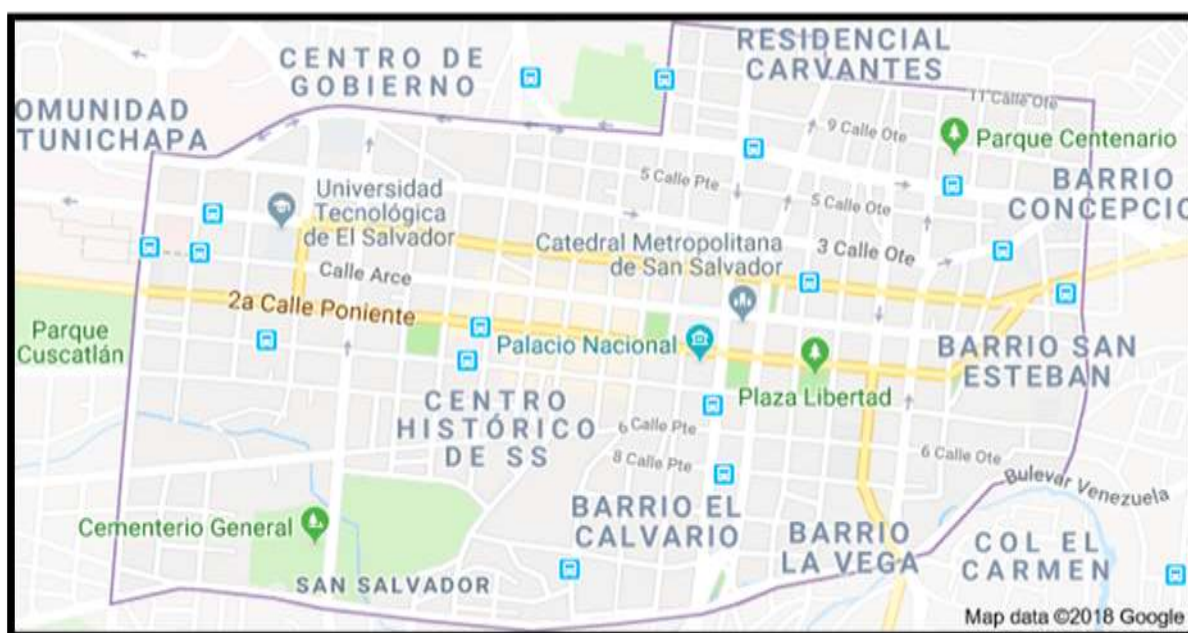 CENTRO DE
GOBIERNO
RESIDENCIAL
CARVANTES
OMUNIDAD
TUNICHAPA
11 Calle Ote
9 Calle Ote
Parque Centenario
5 Calle Pte
5 Calle Ote
BARRIO
CONCEPCIO
Universidad
Tecnológica
de El Salvador
Catedral Metropolitana
de San Salvador
3 Calle Ote
Calle Arce
2a Calle Poniente
Parque
Cuscatlán
Palacio Nacional
BARRIO SAN
ESTEBAN
Plaza Libertad
CENTRO
HISTÓRICO
DE SS
6 Calle Pte
8 Calle Pte
6 Calle Ote
Bulevar Venezuela
Cementerio General
BARRIO EL
CALVARIO
BARRIO
LA VEGA
COL EL
CARMEN
SAN SALVADOR
Map data ©2018 Google